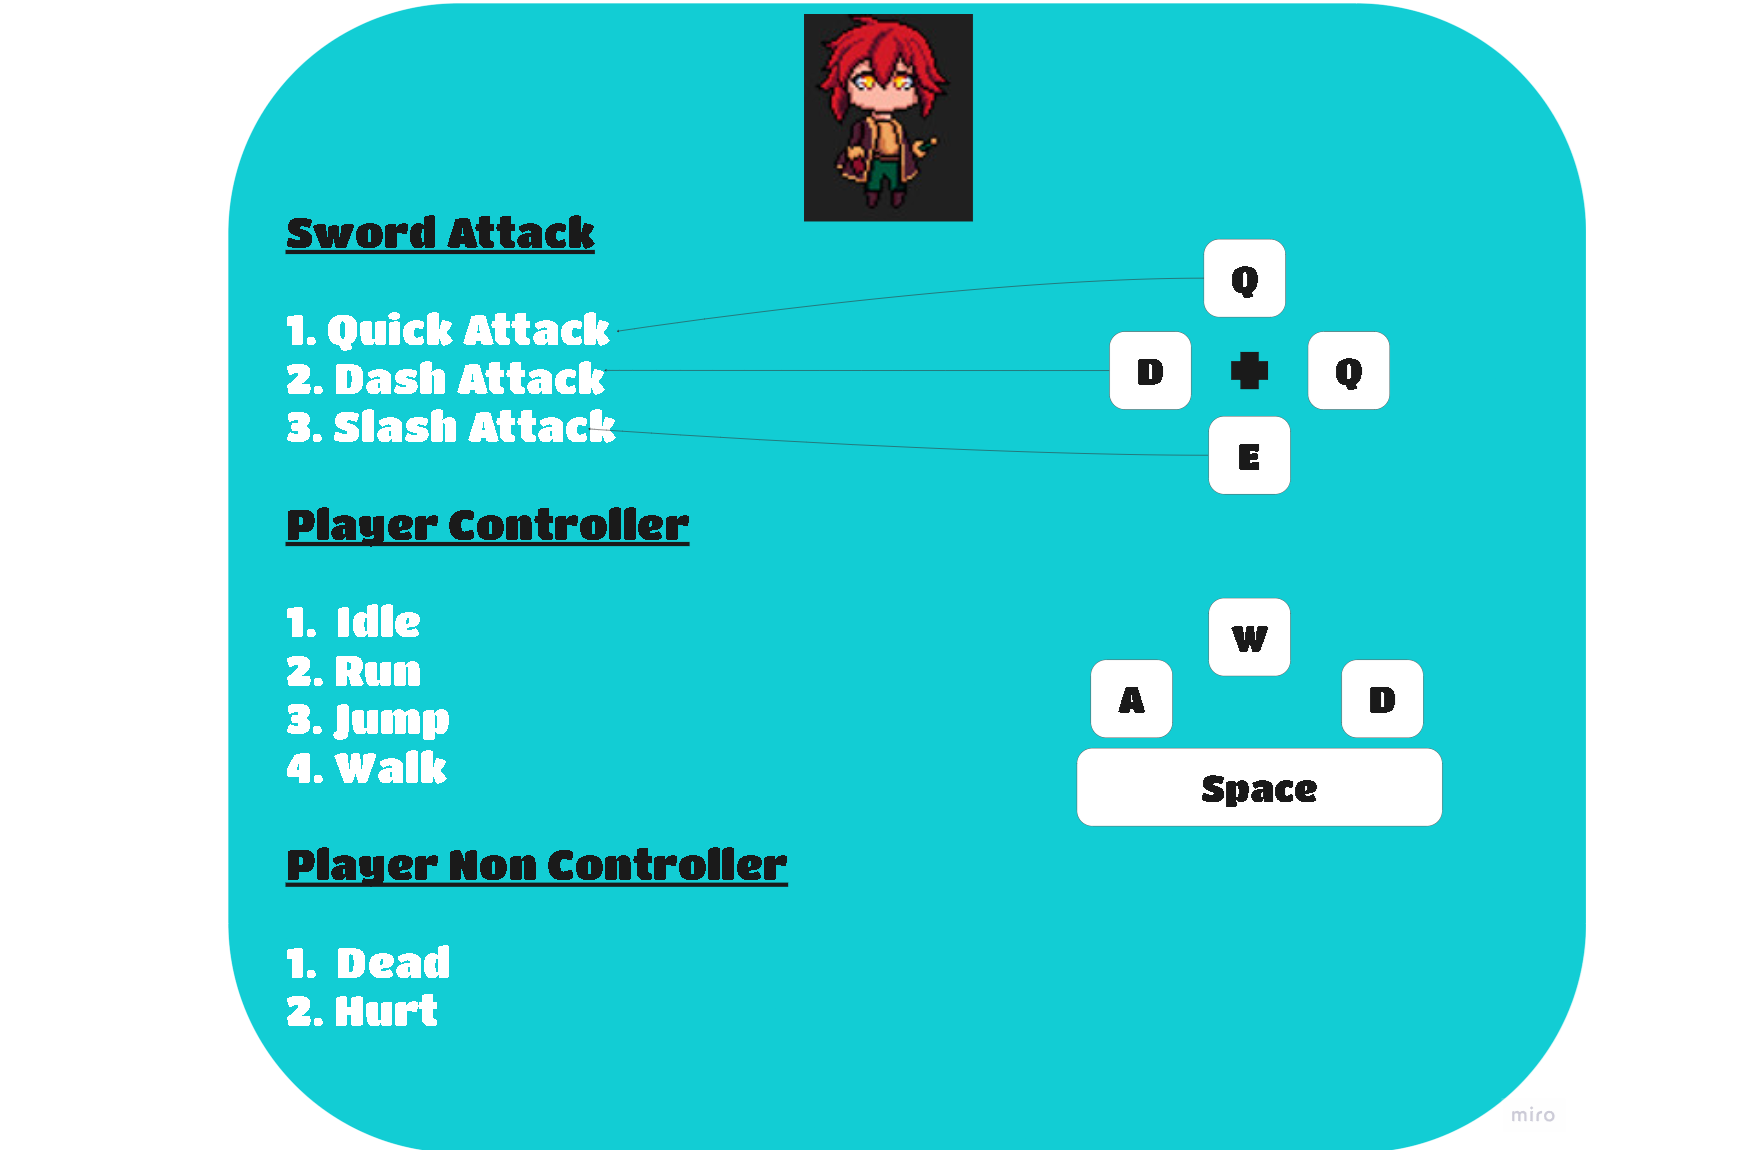 Sword Attack
1. Quick Attack
2. Dash Attack
3. Slash Attack
Q
D + Q
E
Player Controller
1. Idle
2. Run
3. Jump
4. Walk
W
A D
Space
Player Non Controller
1. Dead
2. Hurt
miro